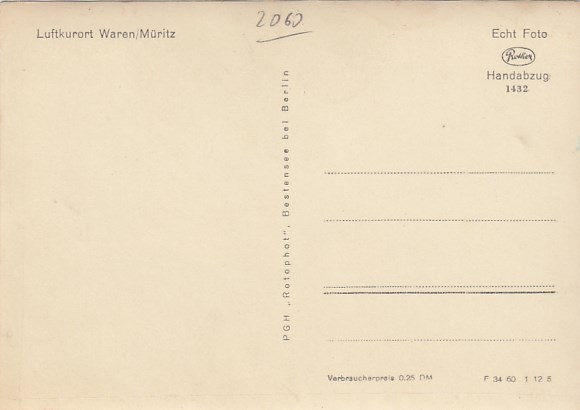 2060
Luftkurort Waren/Müritz
Echt Foto
Handabzug
1432
PGH „Rotophot", Bestensee bei Berlin
Verbraucherpreis 0.25 DM
F 34 60 1 12 5